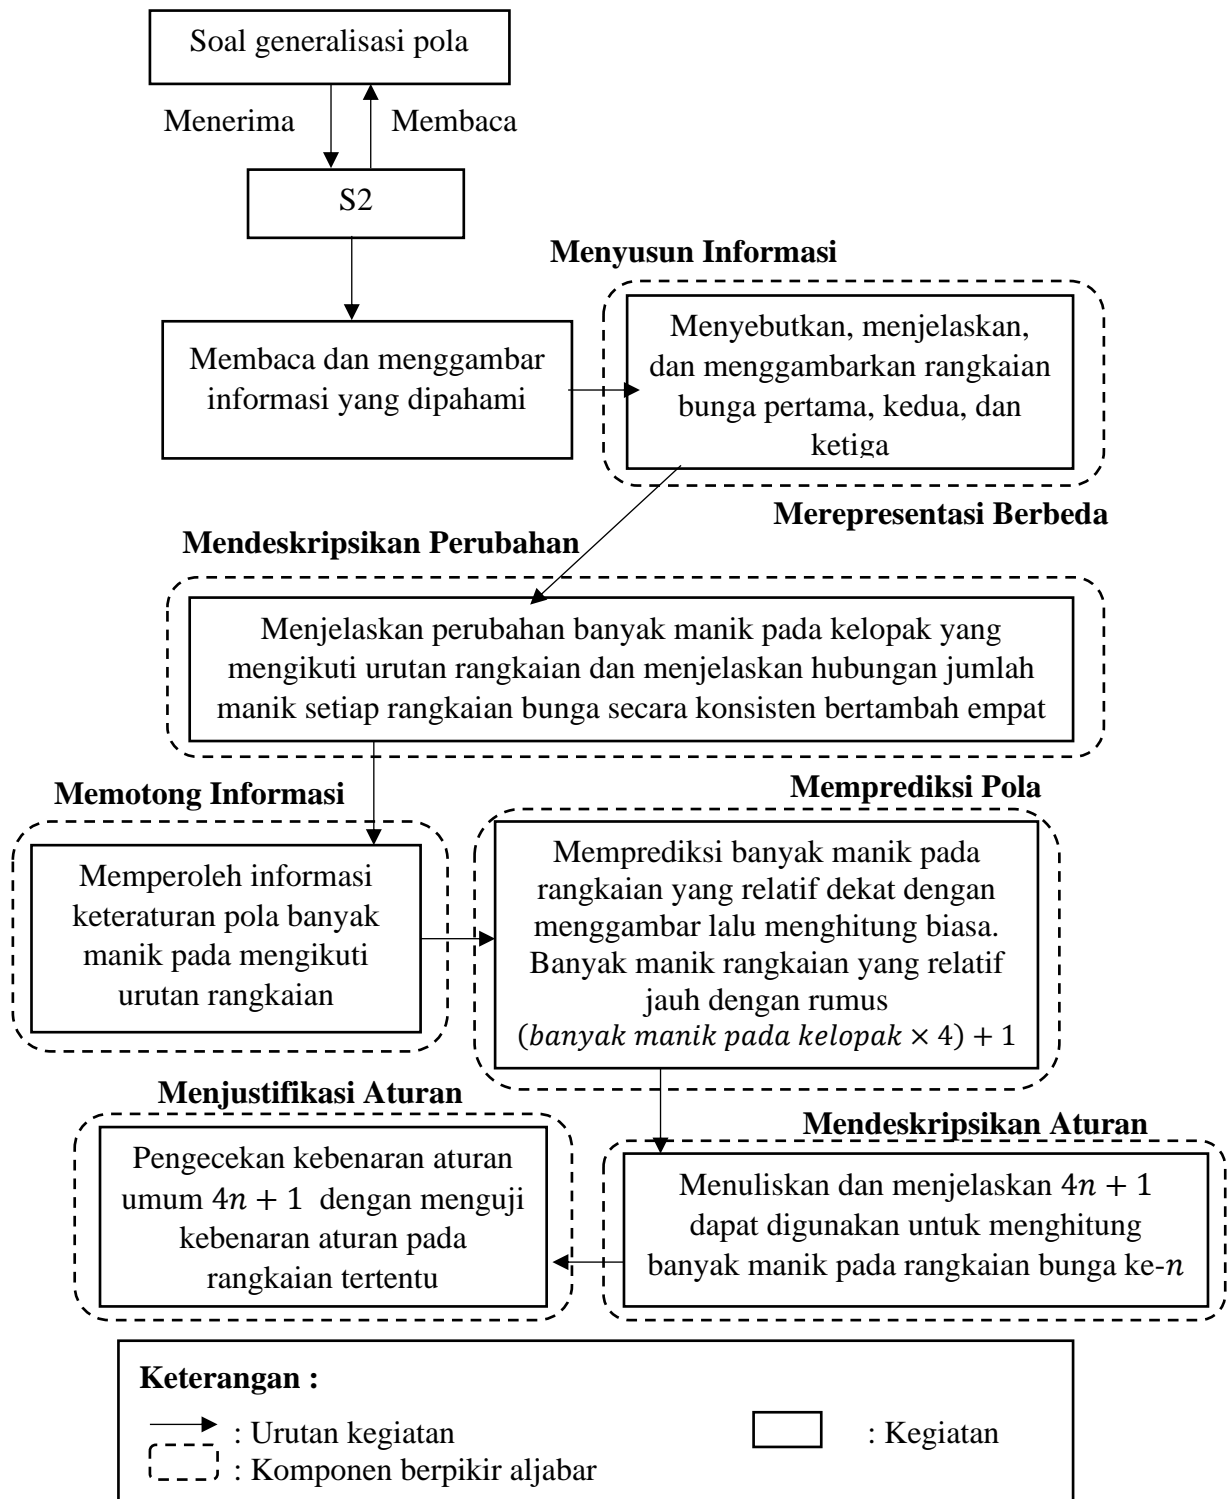 Soal generalisasi pola
Menerima
Membaca
S2
Menyusun Informasi
Membaca dan menggambar
informasi yang dipahami
Menyebutkan, menjelaskan,
dan menggambarkan rangkaian
bunga pertama, kedua, dan
ketiga
Merepresentasi Berbeda
Mendeskripsikan Perubahan
Menjelaskan perubahan banyak manik pada kelopak yang
mengikuti urutan rangkaian dan menjelaskan hubungan jumlah
manik setiap rangkaian bunga secara konsisten bertambah empat
Memotong Informasi
Memperoleh informasi
keteraturan pola banyak
manik pada mengikuti
urutan rangkaian
Memprediksi Pola
Memprediksi banyak manik pada
rangkaian yang relatif dekat dengan
menggambar lalu menghitung biasa.
Banyak manik rangkaian yang relatif
jauh dengan rumus
(banyak manik pada kelopak × 4) + 1
Menjustifikasi Aturan
Pengecekan kebenaran aturan
umum 4n + 1 dengan menguji
kebenaran aturan pada
rangkaian tertentu
Mendeskripsikan Aturan
Menuliskan dan menjelaskan 4n + 1
dapat digunakan untuk menghitung
banyak manik pada rangkaian bunga ke-n
Keterangan :
: Urutan kegiatan
: Kegiatan
: Komponen berpikir aljabar